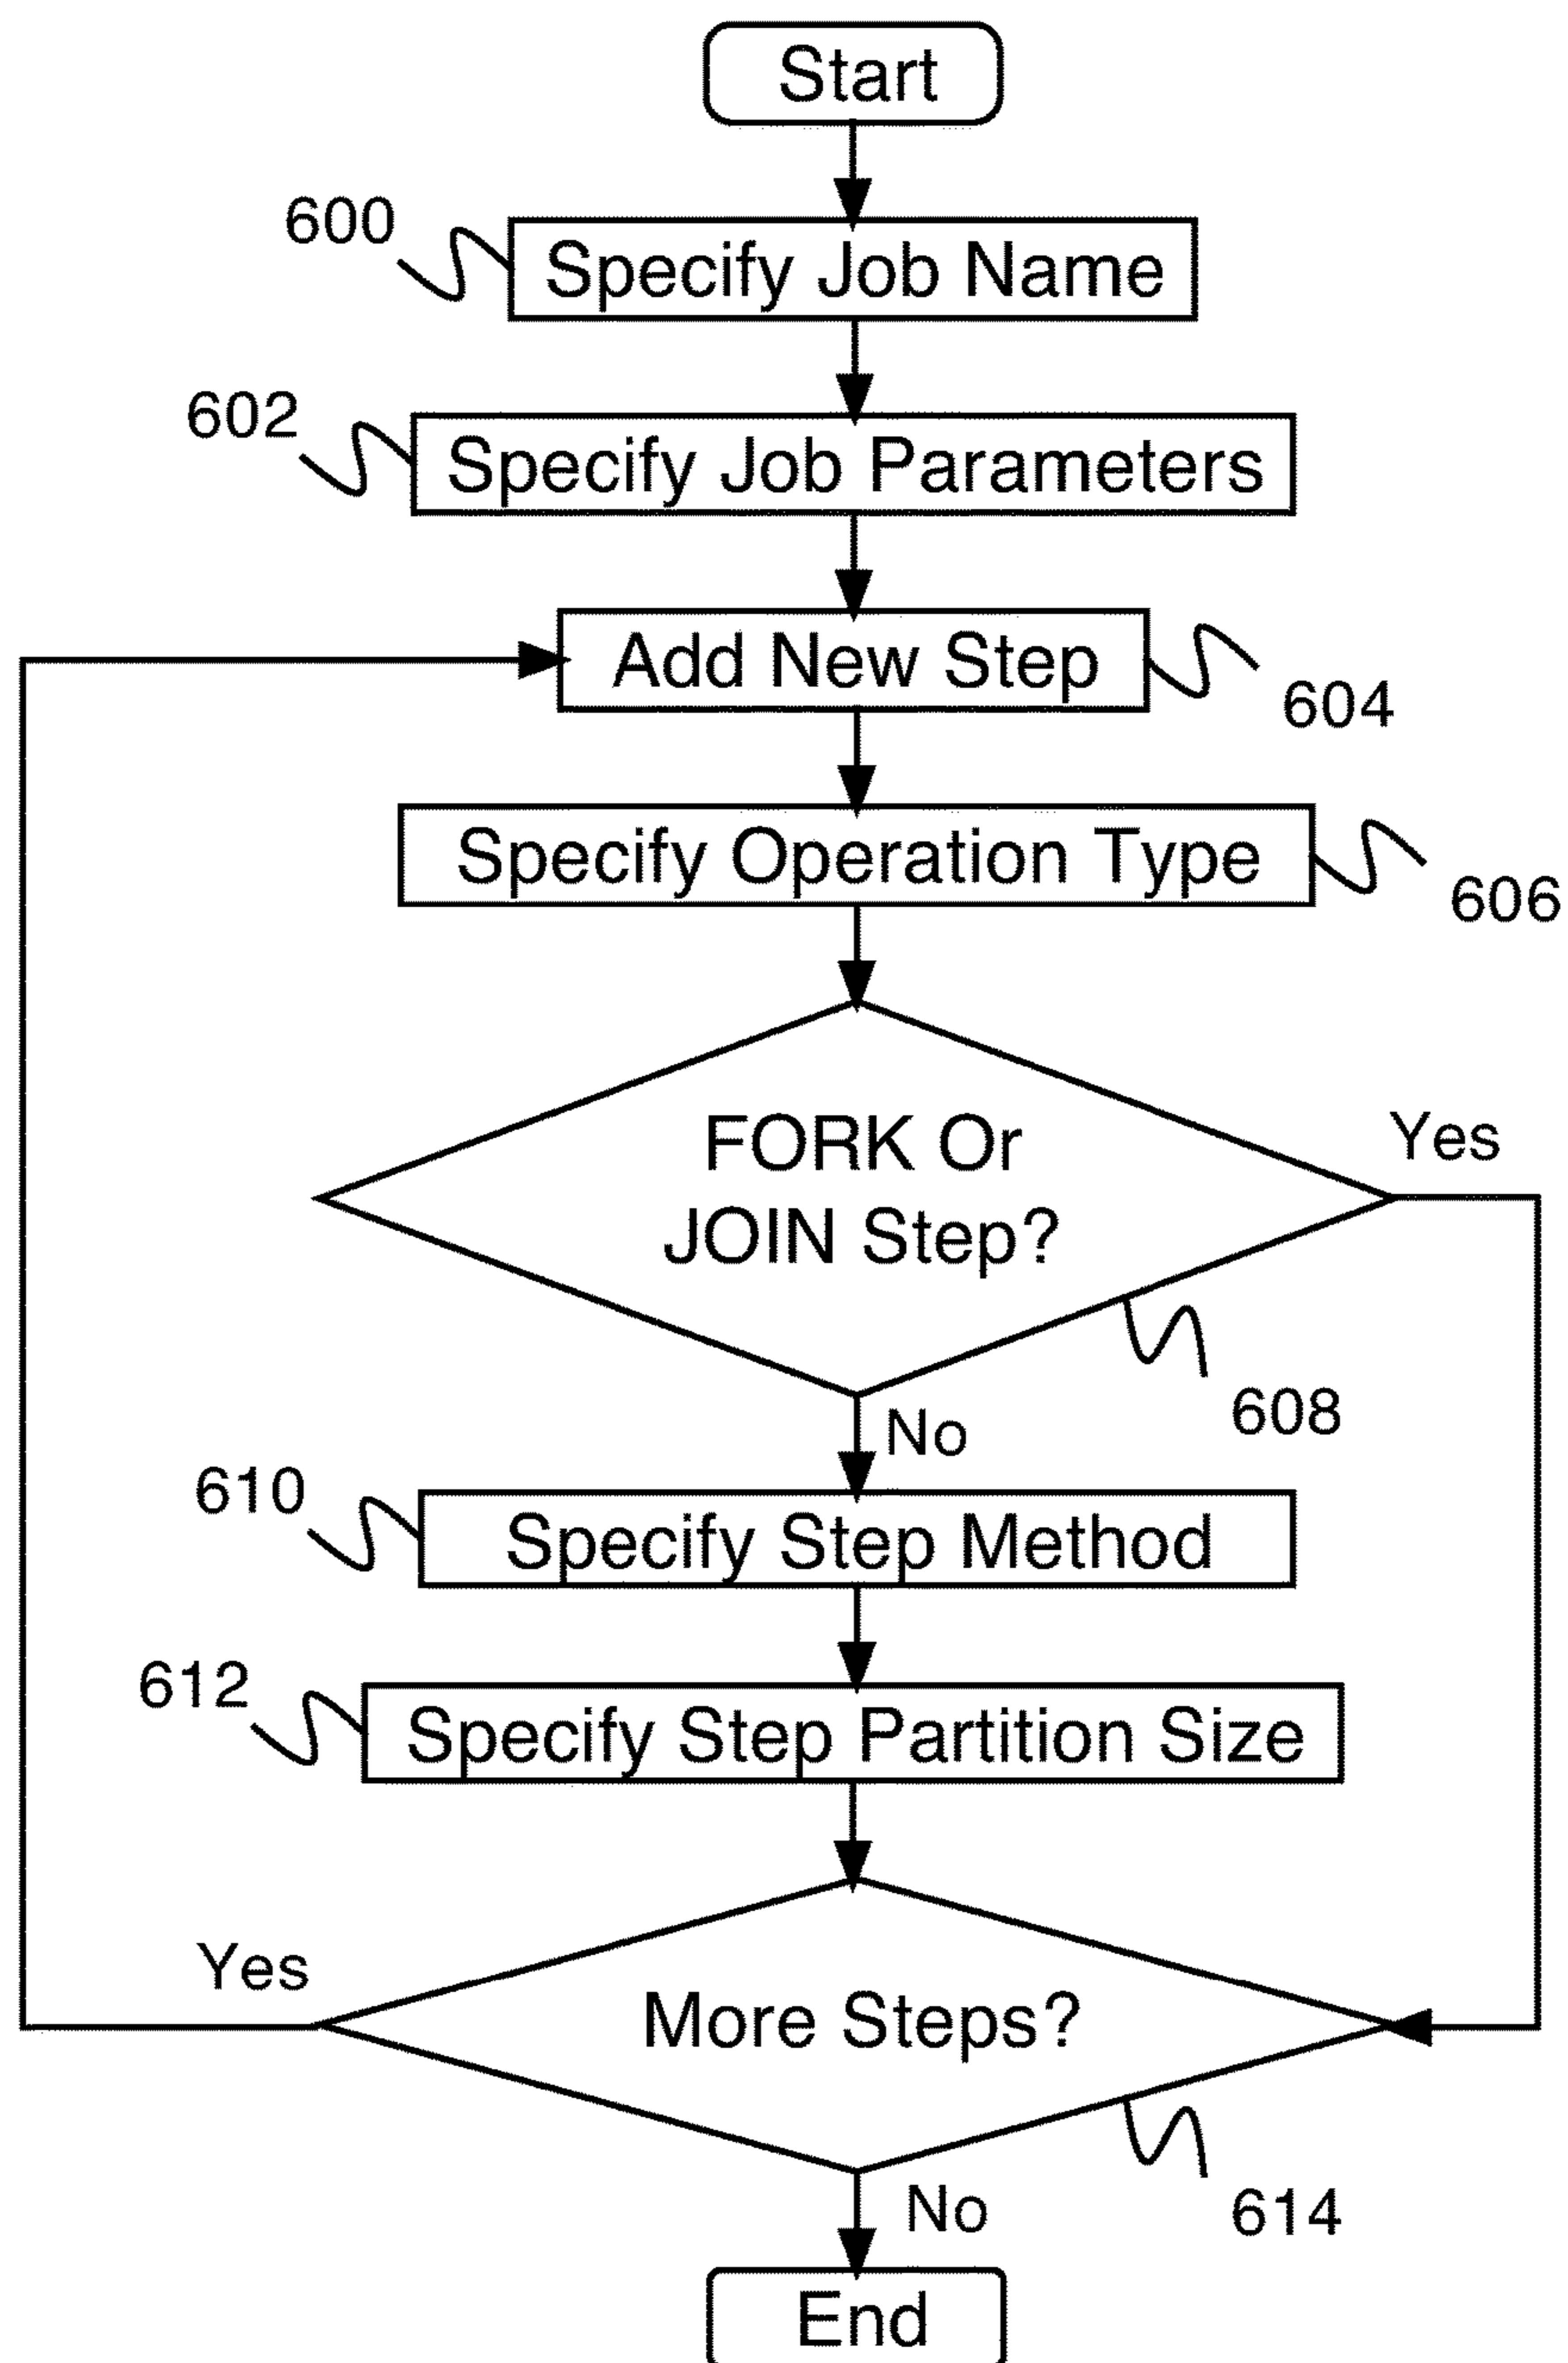 Start
600
Specify Job Name
602
Specify Job Parameters
Add New Step
604
Specify Operation Type
606
FORK Or
JOIN Step?
Yes
608
No
610
Specify Step Method
612
Specify Step Partition Size
Yes
More Steps?
614
No
End